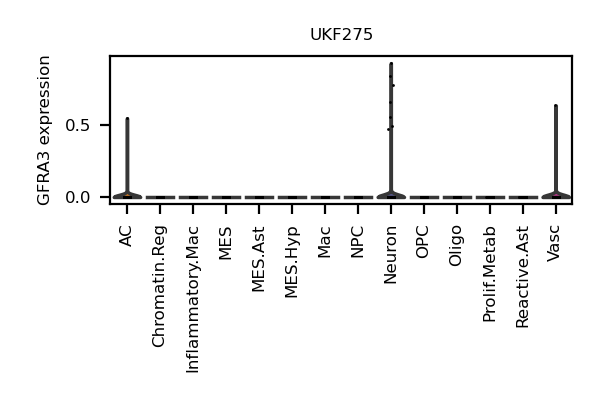 UKF275
GFRA3 expression
0.5
0.0
AC
Chromatin.Reg
Inflammatory.Mac
MES
MES.Ast
MES.Hyp
Mac
NPC
Neuron
OPC
Oligo
Prolif.Metab
Reactive.Ast
Vasc